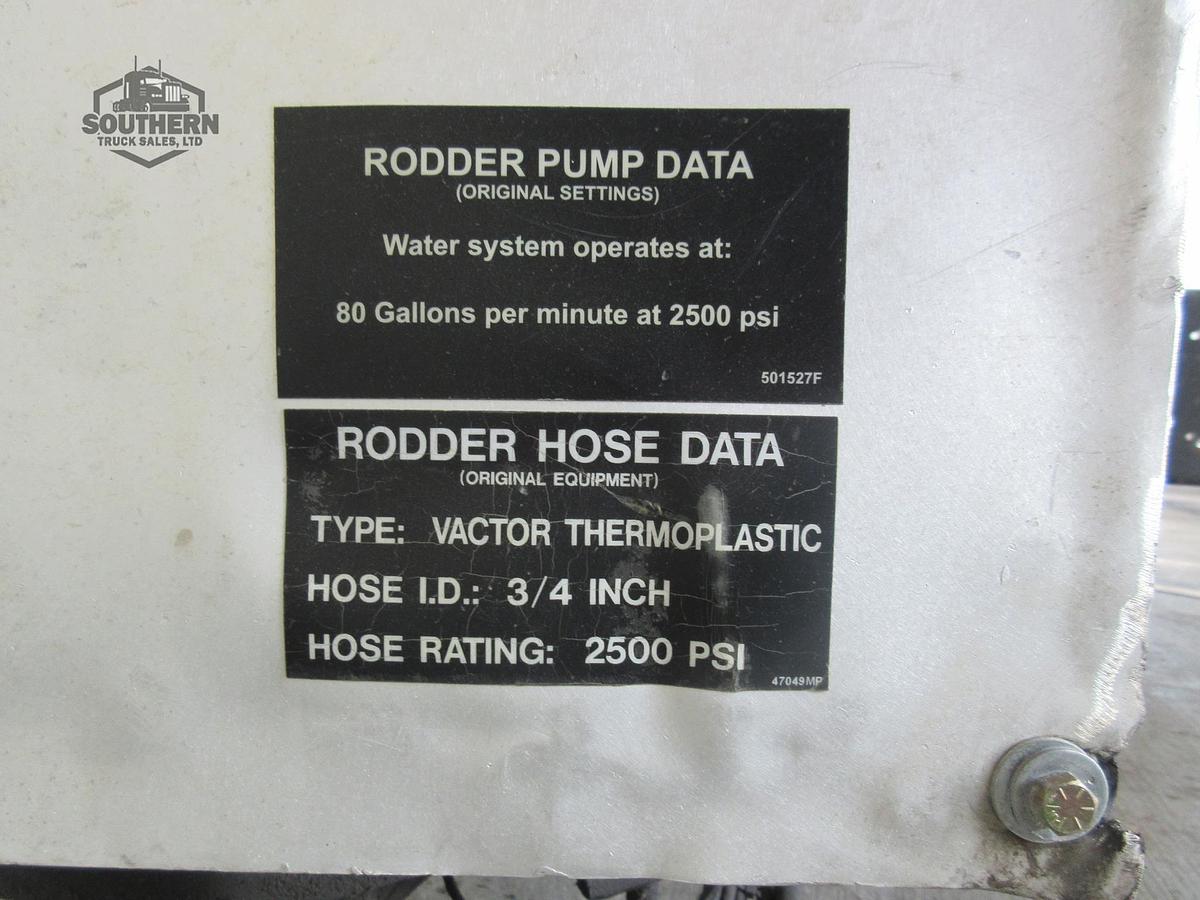 SOUTHERN
TRUCK SALES, LTD
RODDER PUMP DATA
(ORIGINAL SETTINGS)
Water system operates at:
80 Gallons per minute at 2500 psi
501527F
RODDER HOSE DATA
(ORIGINAL EQUIPMENT)
TYPE: VACTOR THERMOPLASTIC
HOSE I.D.: 3/4 INCH
HOSE RATING: 2500 PSI
47049MP